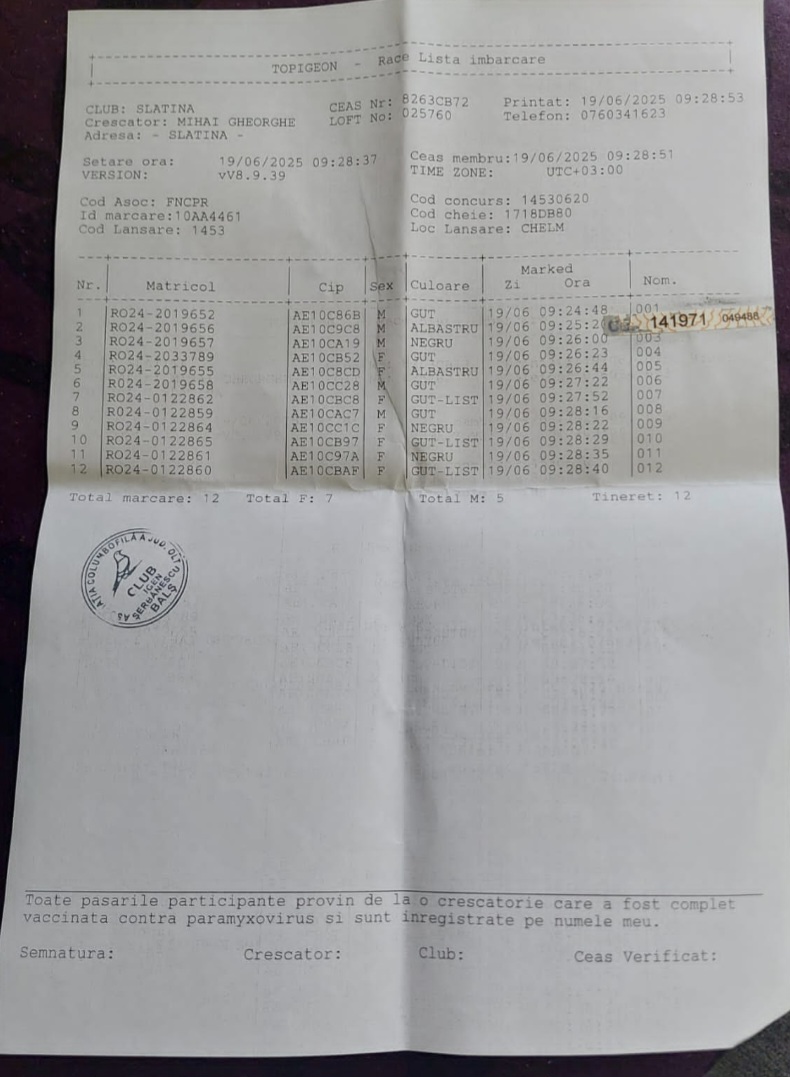 TOPIGEON - Race Lista imbarcare
CLUB: SLATINA CEAS Nr: 8263CB72 Printat: 19/06/2025 09:28:53
Crescator: MIHAI GHEORGHE LOFT No: 025760 Telefon: 0760341623
Adresa: - SLATINA -
Setare ora: 19/06/2025 09:28:37 Ceas membru:19/06/2025 09:28:51
VERSION: vV8.9.39 TIME ZONE: UTC+03:00
Cod Asoc: FNCPR Cod concurs: 14530620
Id marcare:10AA4461 Cod cheie: 1718DB80
Cod Lansare: 1453 Loc Lansare: CHELM
Marked
Nr. Matricol Cip Sex Culoare Zi Ora Nom.
1 RO24-2019652 AE10C86B M GUT 19/06 09:24:48 001
2 RO24-2019656 AE10C9C8 M ALBASTRU 19/06 09:25:2 141971 049486
3 RO24-2019657 AE10CA19 M NEGRU 19/06 09:26:00 003
4 RO24-2033789 AE10CB52 F GUT 19/06 09:26:23 004
5 RO24-2019655 AE10C8CD F ALBASTRU 19/06 09:26:44 005
6 RO24-2019658 AE10CC28 M GUT 19/06 09:27:22 006
7 RO24-0122862 AE10CBC8 F GUT-LIST 19/06 09:27:52 007
8 RO24-0122859 AE10CAC7 M GUT 19/06 09:28:16 008
9 RO24-0122864 AE10CC1C F NEGRU 19/06 09:28:22 009
10 RO24-0122865 AE10CB97 F GUT-LIST 19/06 09:28:29 010
11 RO24-0122861 AE10C97A F NEGRU 19/06 09:28:35 011
12 RO24-0122860 AE10CBAF F GUT-LIST 19/06 09:28:40 012
Total marcare: 12 Total F: 7 Total M: 5 Tineret: 12
COLUMBOFILA A JUD. OLT
CLUB
IGEN
ŞERBĂNESCU
BALŞ
Toate pasarile participante provin de la o crescatorie care a fost complet
vaccinata contra paramyxovirus si sunt inregistrate pe numele meu.
Semnatura: Crescator: Club: Ceas Verificat: